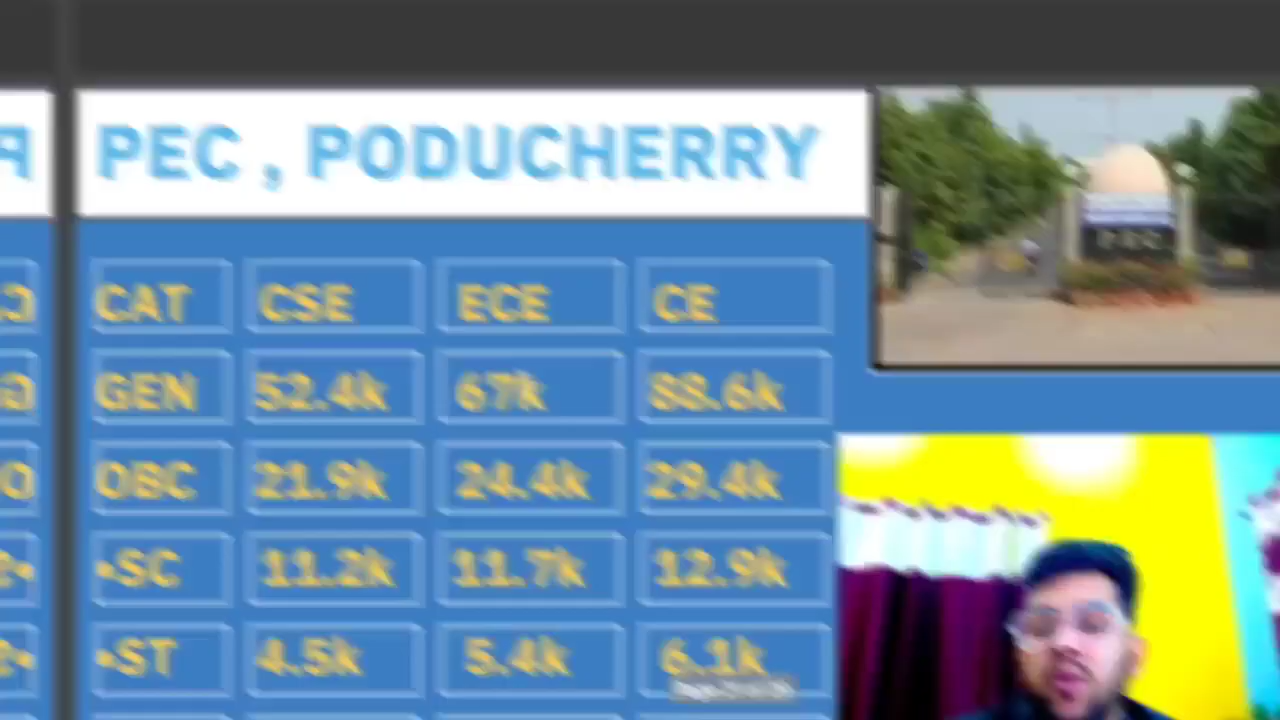 PEC , PODUCHERRY
CAT CSE ECE CE
GEN 52.4k 67k 88.6k
OBC 21.9k 24.4k 29.4k
•SC 11.2k 11.7k 12.9k
•ST 4.5k 5.4k 6.1k